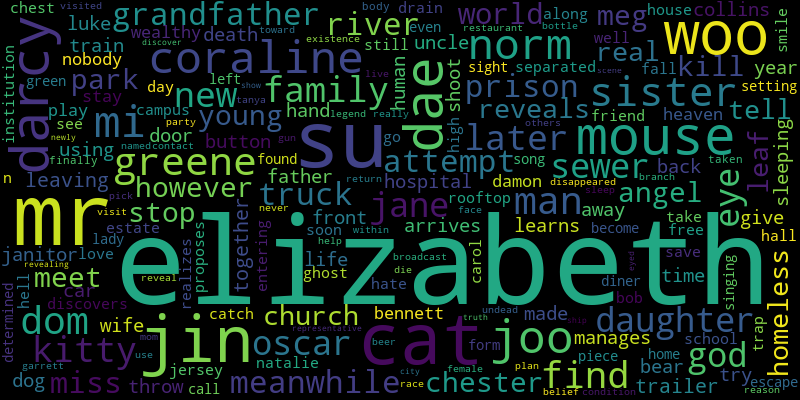 chest
visited
grandfather
body
drain
world
along
house
collins
luke
wealthy
death
river
even
bottle
meg
woo
smile
train
coraline
still
uncle
restaurant
toward
norm
real
well
nobody
existence
discover
human
sight
separated
kill
year
institution
darcy
park
day
new
left
family
dae
shoot
prison
sister
setting
green
stay
campus
young
hand
reveals
live
fall
scene
tell
play
mi
door
su
high
later
mouse
friend
heaven
see
party
button
using
greene
found
father
go
attempt
song
sewer
back
leaf
sleeping
n
leaving
however
hospital
damon
disappeared
angel
eye
taken
branch
mr
truck
jane
man
away
take
give
visit
stop
together
front
arrives
learns
become
free
hall
estate
soon
within
face
rooftop
save
homeless
janitor
love
lady
proposes
realizes
entering
life
help
ghost
carol
time
revealing
hell
meet
elizabeth
diner
singing
car
discovers
hate
die
broadcast
bob
determined
dom
wife
catch
church
bennett
made
undead
daughter
manages
trap
jin
oscar
cat
joo
truth
school
kitty
mom
representative
form
piece
home
god
garrett
use
jersey
natalie
beer
find
bear
try
dog
miss
throw
call
meanwhile
race
chester
city
female
plan
belief
condition
trailer
reason
escape
others
never
return
legend
really
show
tanya
gun
named
contact
newly
finally
pick
reveal
eyed